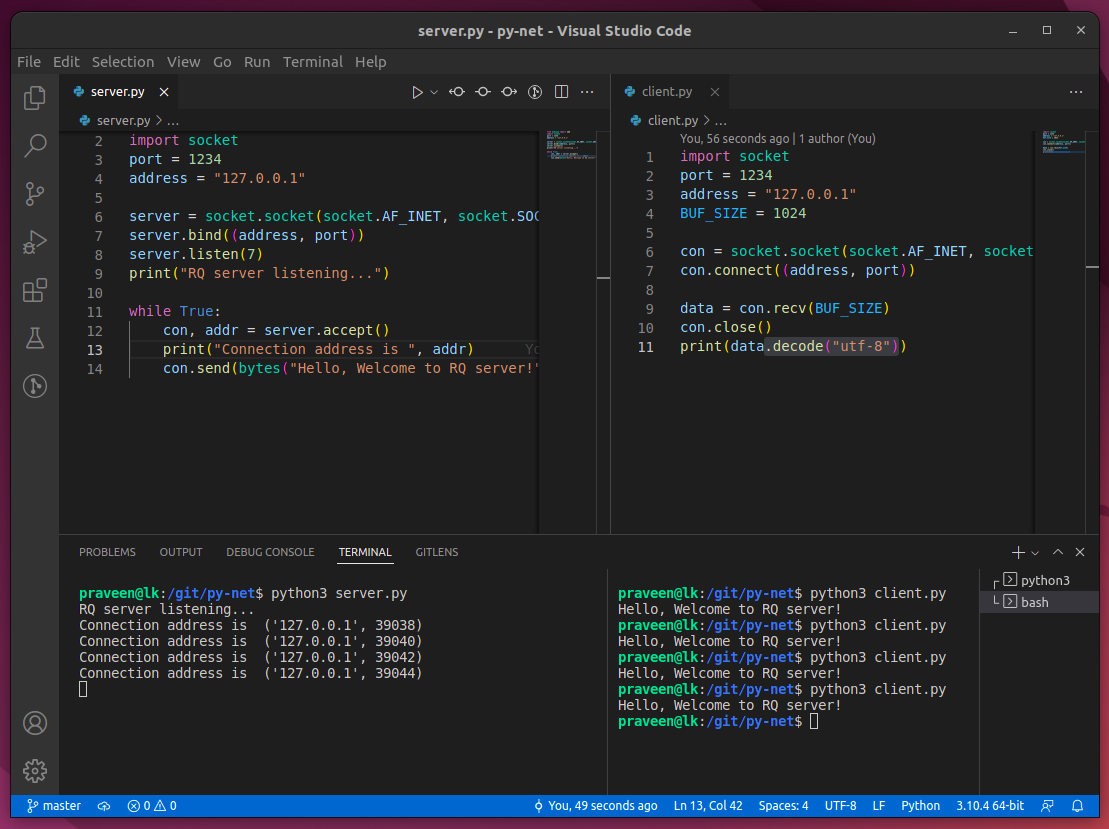 server.py - py-net - Visual Studio Code
File Edit Selection View Go Run Terminal Help
server.py
server.py > ...
2 import socket
3 port = 1234
4 address = "127.0.0.1"
5
6 server = socket.socket(socket.AF_INET, socket.SOC
7 server.bind((address, port))
8 server.listen(7)
9 print("RQ server listening...")
10
11 while True:
12 con, addr = server.accept()
13 print("Connection address is ", addr) Yo
14 con.send(bytes("Hello, Welcome to RQ server!"
client.py
client.py > ...
You, 56 seconds ago | 1 author (You)
1 import socket
2 port = 1234
3 address = "127.0.0.1"
4 BUF_SIZE = 1024
5
6 con = socket.socket(socket.AF_INET, socket
7 con.connect((address, port))
8
9 data = con.recv(BUF_SIZE)
10 con.close()
11 print(data.decode("utf-8"))
PROBLEMS OUTPUT DEBUG CONSOLE TERMINAL GITLENS
praveen@lk:/git/py-net$ python3 server.py
RQ server listening...
Connection address is  ('127.0.0.1', 39038)
Connection address is  ('127.0.0.1', 39040)
Connection address is  ('127.0.0.1', 39042)
Connection address is  ('127.0.0.1', 39044)
praveen@lk:/git/py-net$ python3 client.py
Hello, Welcome to RQ server!
praveen@lk:/git/py-net$ python3 client.py
Hello, Welcome to RQ server!
praveen@lk:/git/py-net$ python3 client.py
Hello, Welcome to RQ server!
praveen@lk:/git/py-net$ python3 client.py
Hello, Welcome to RQ server!
praveen@lk:/git/py-net$
python3
bash
master 0 0 You, 49 seconds ago Ln 13, Col 42 Spaces: 4 UTF-8 LF Python 3.10.4 64-bit